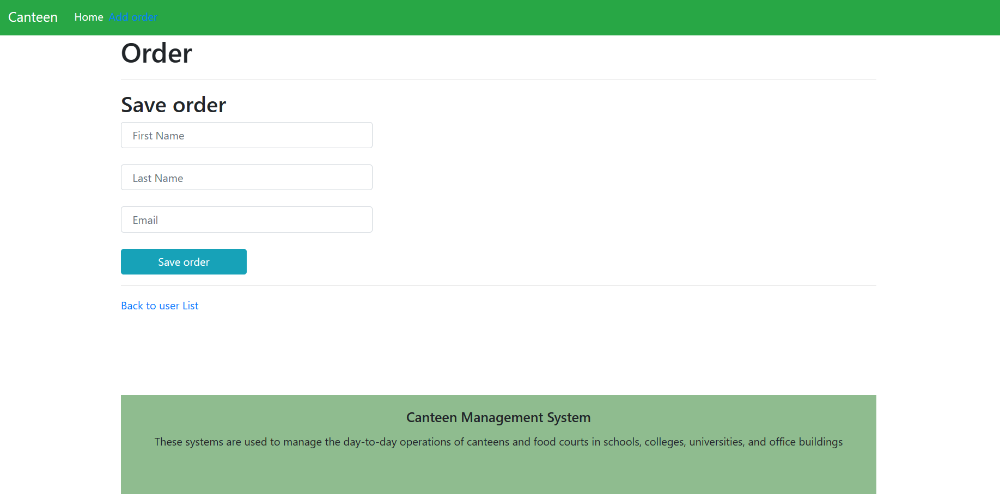 Canteen Home Add order
Order
Save order
First Name
Last Name
Email
Save order
Back to user List
Canteen Management System
These systems are used to manage the day-to-day operations of canteens and food courts in schools, colleges, universities, and office buildings